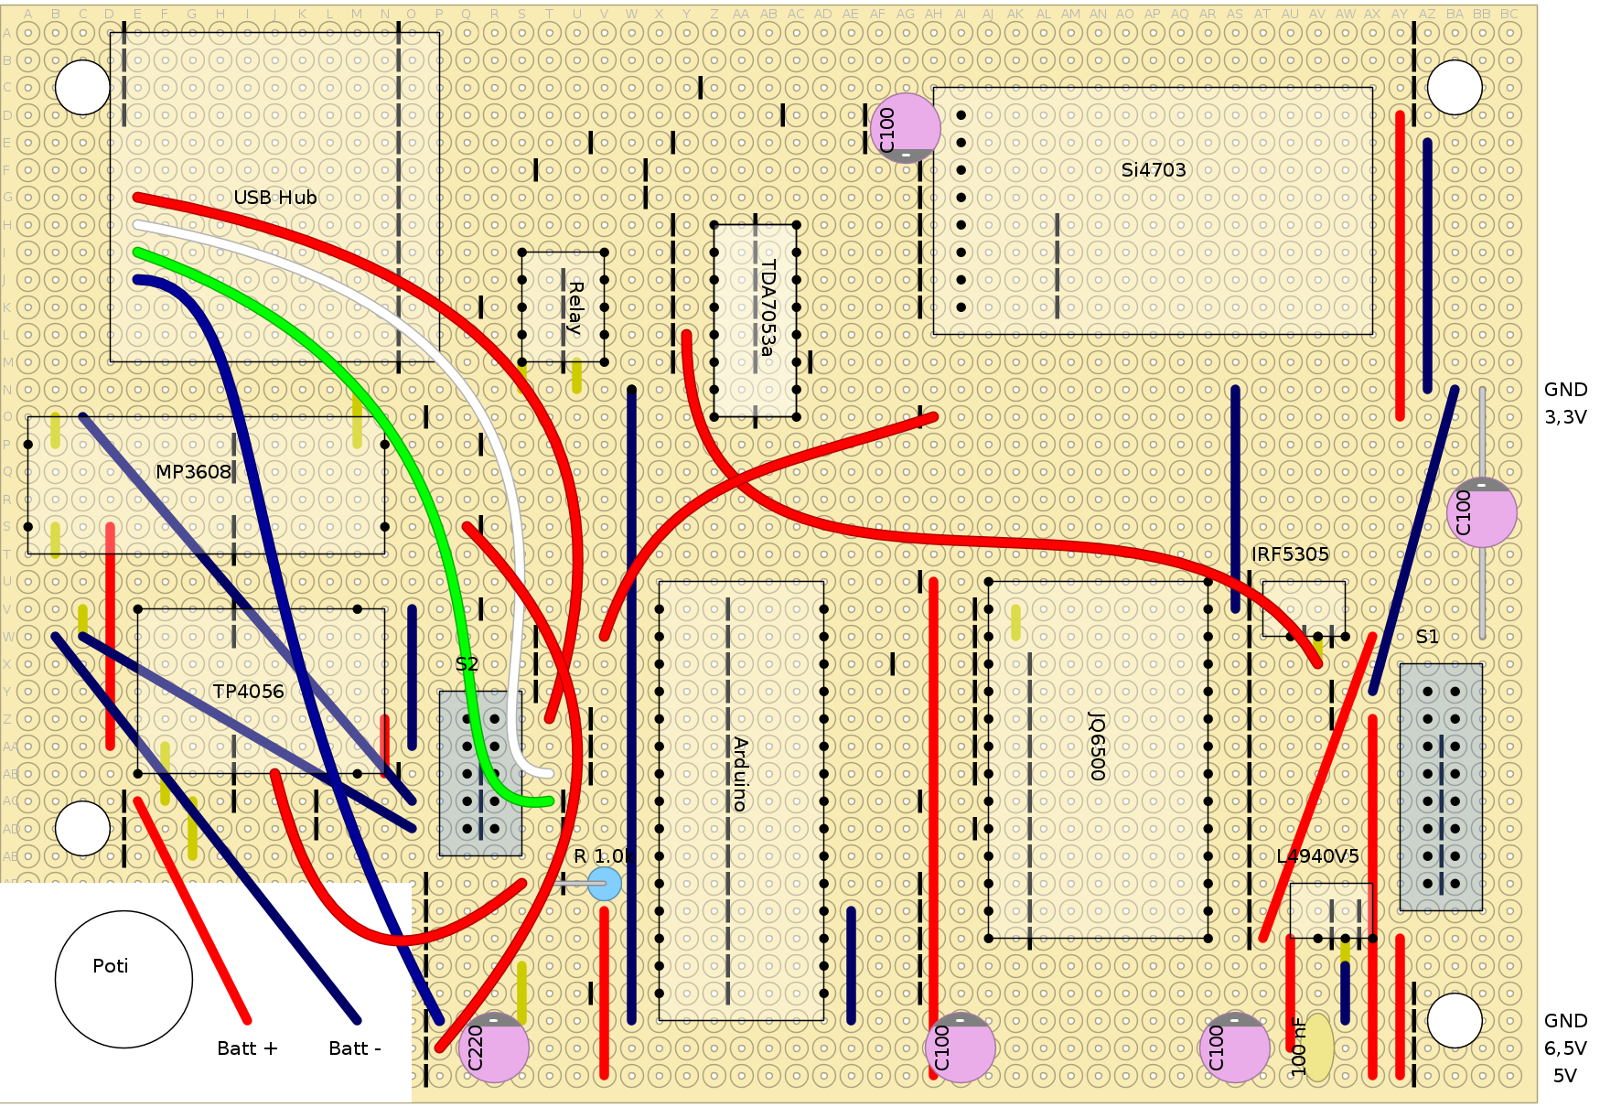 A B C D E F G H I J K L M N O P Q R S T U V W X Y Z AA AB AC AD AE AF AG AH AI AJ AK AL AM AN AO AP AQ AR AS AT AU AV AW AX AY AZ BA BB BC
A
B
C
D
E
F
G
H
I
J
K
L
M
N
O
P
Q
R
S
T
U
V
W
X
Y
Z
AA
AB
AC
AD
AE
C100
Si4703
USB Hub
Relay
TDA7053a
GND
3,3V
MP3608
C100
IRF5305
S1
S2
TP4056
Arduino
JQ6500
R 1.0k
L4940V5
Poti
GND
Batt +
Batt -
C220
C100
C100
100 nF
6,5V
5V